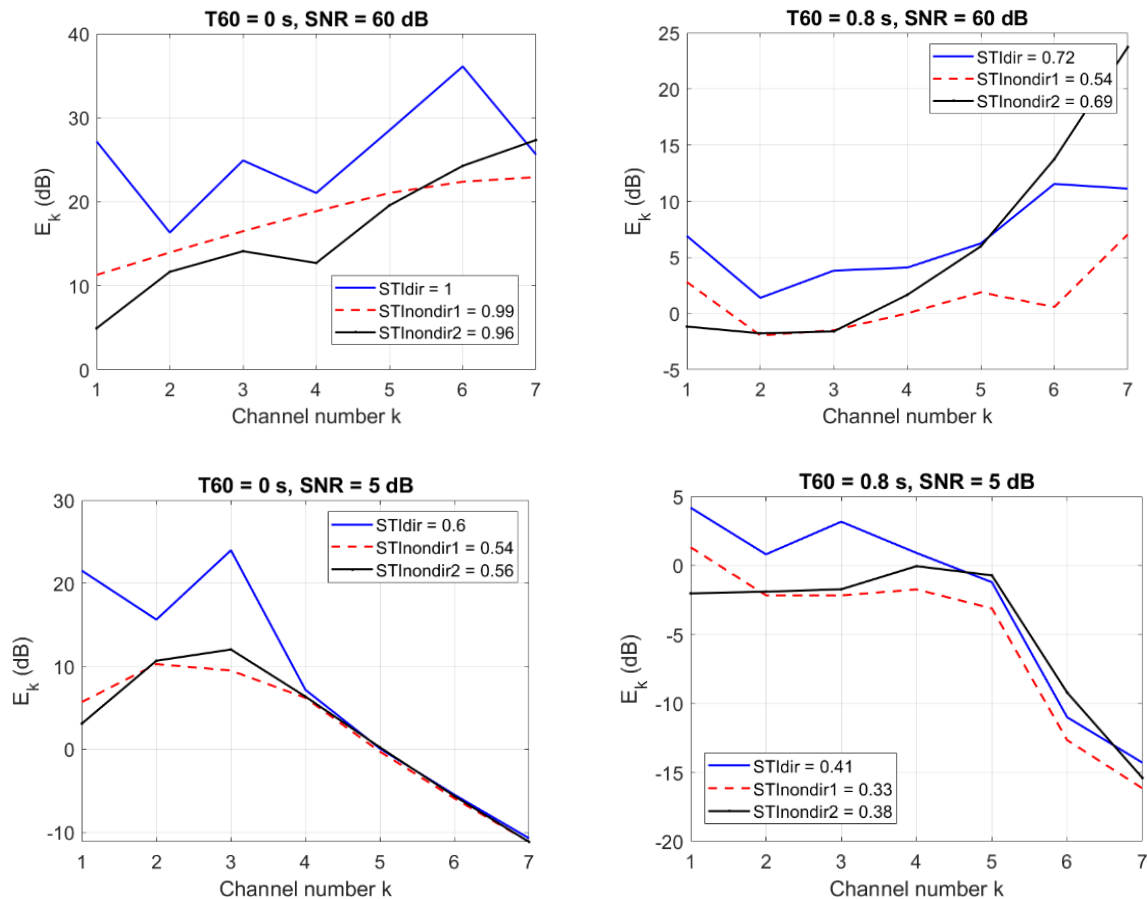 T60 = 0 s, SNR = 60 dB
40
30
20
10
0
E_k (dB)
STIdir = 1
STInondir1 = 0.99
STInondir2 = 0.96
1 2 3 4 5 6 7
Channel number k
T60 = 0.8 s, SNR = 60 dB
25
20
15
10
5
0
-5
E_k (dB)
STIdir = 0.72
STInondir1 = 0.54
STInondir2 = 0.69
1 2 3 4 5 6 7
Channel number k
T60 = 0 s, SNR = 5 dB
30
20
10
0
-10
E_k (dB)
STIdir = 0.6
STInondir1 = 0.54
STInondir2 = 0.56
1 2 3 4 5 6 7
Channel number k
T60 = 0.8 s, SNR = 5 dB
5
0
-5
-10
-15
-20
E_k (dB)
STIdir = 0.41
STInondir1 = 0.33
STInondir2 = 0.38
1 2 3 4 5 6 7
Channel number k